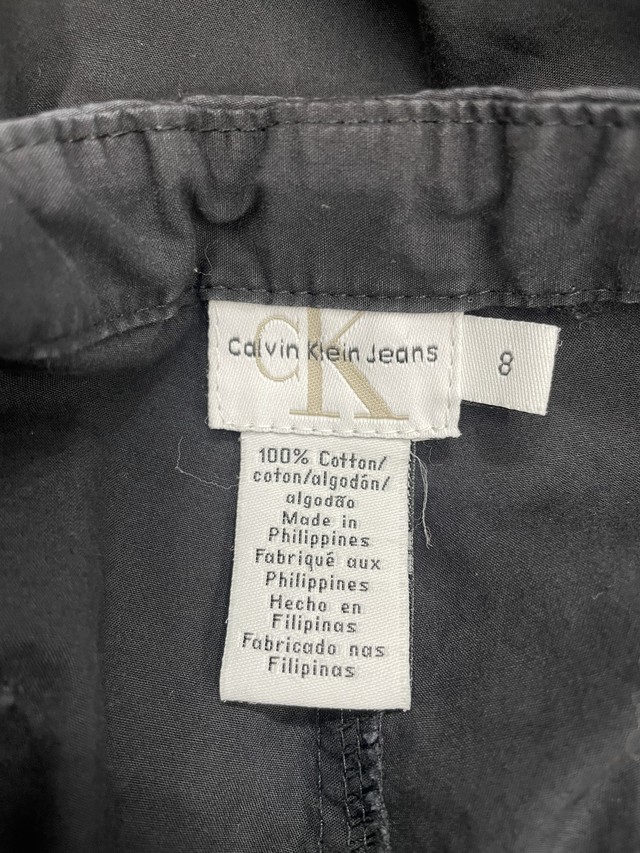 CK
Calvin Klein Jeans
8
100% Cotton/
coton/algodón/
algodão
Made in
Philippines
Fabriqué aux
Philippines
Hecho en
Filipinas
Fabricado nas
Filipinas